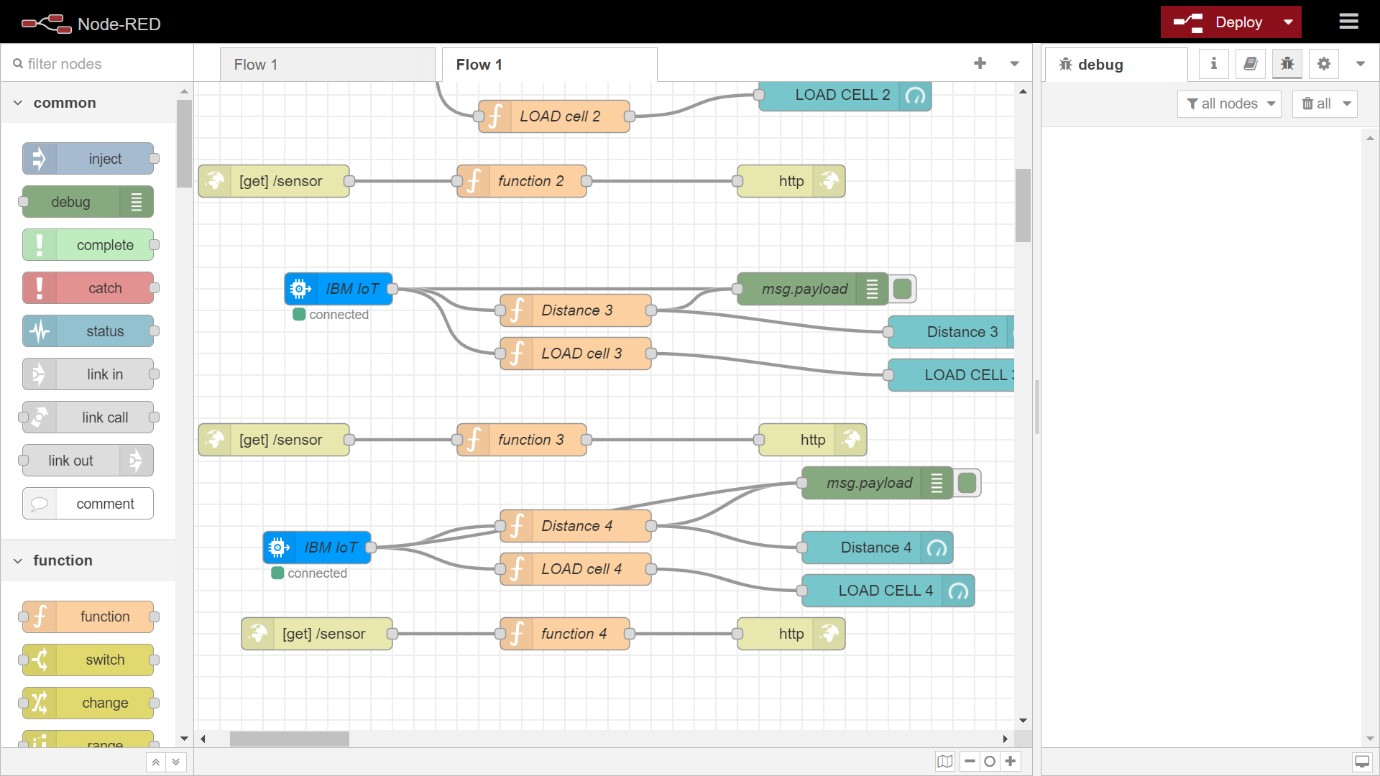 Node-RED
Deploy
filter nodes
Flow 1
Flow 1
debug
i
all nodes
all
common
inject
debug
complete
catch
status
link in
link call
link out
comment
function
function
switch
change
range
LOAD CELL 2
LOAD cell 2
[get] /sensor
function 2
http
IBM IoT
connected
msg.payload
Distance 3
Distance 3
LOAD cell 3
LOAD CELL 3
[get] /sensor
function 3
http
msg.payload
Distance 4
IBM IoT
connected
Distance 4
LOAD cell 4
LOAD CELL 4
[get] /sensor
function 4
http